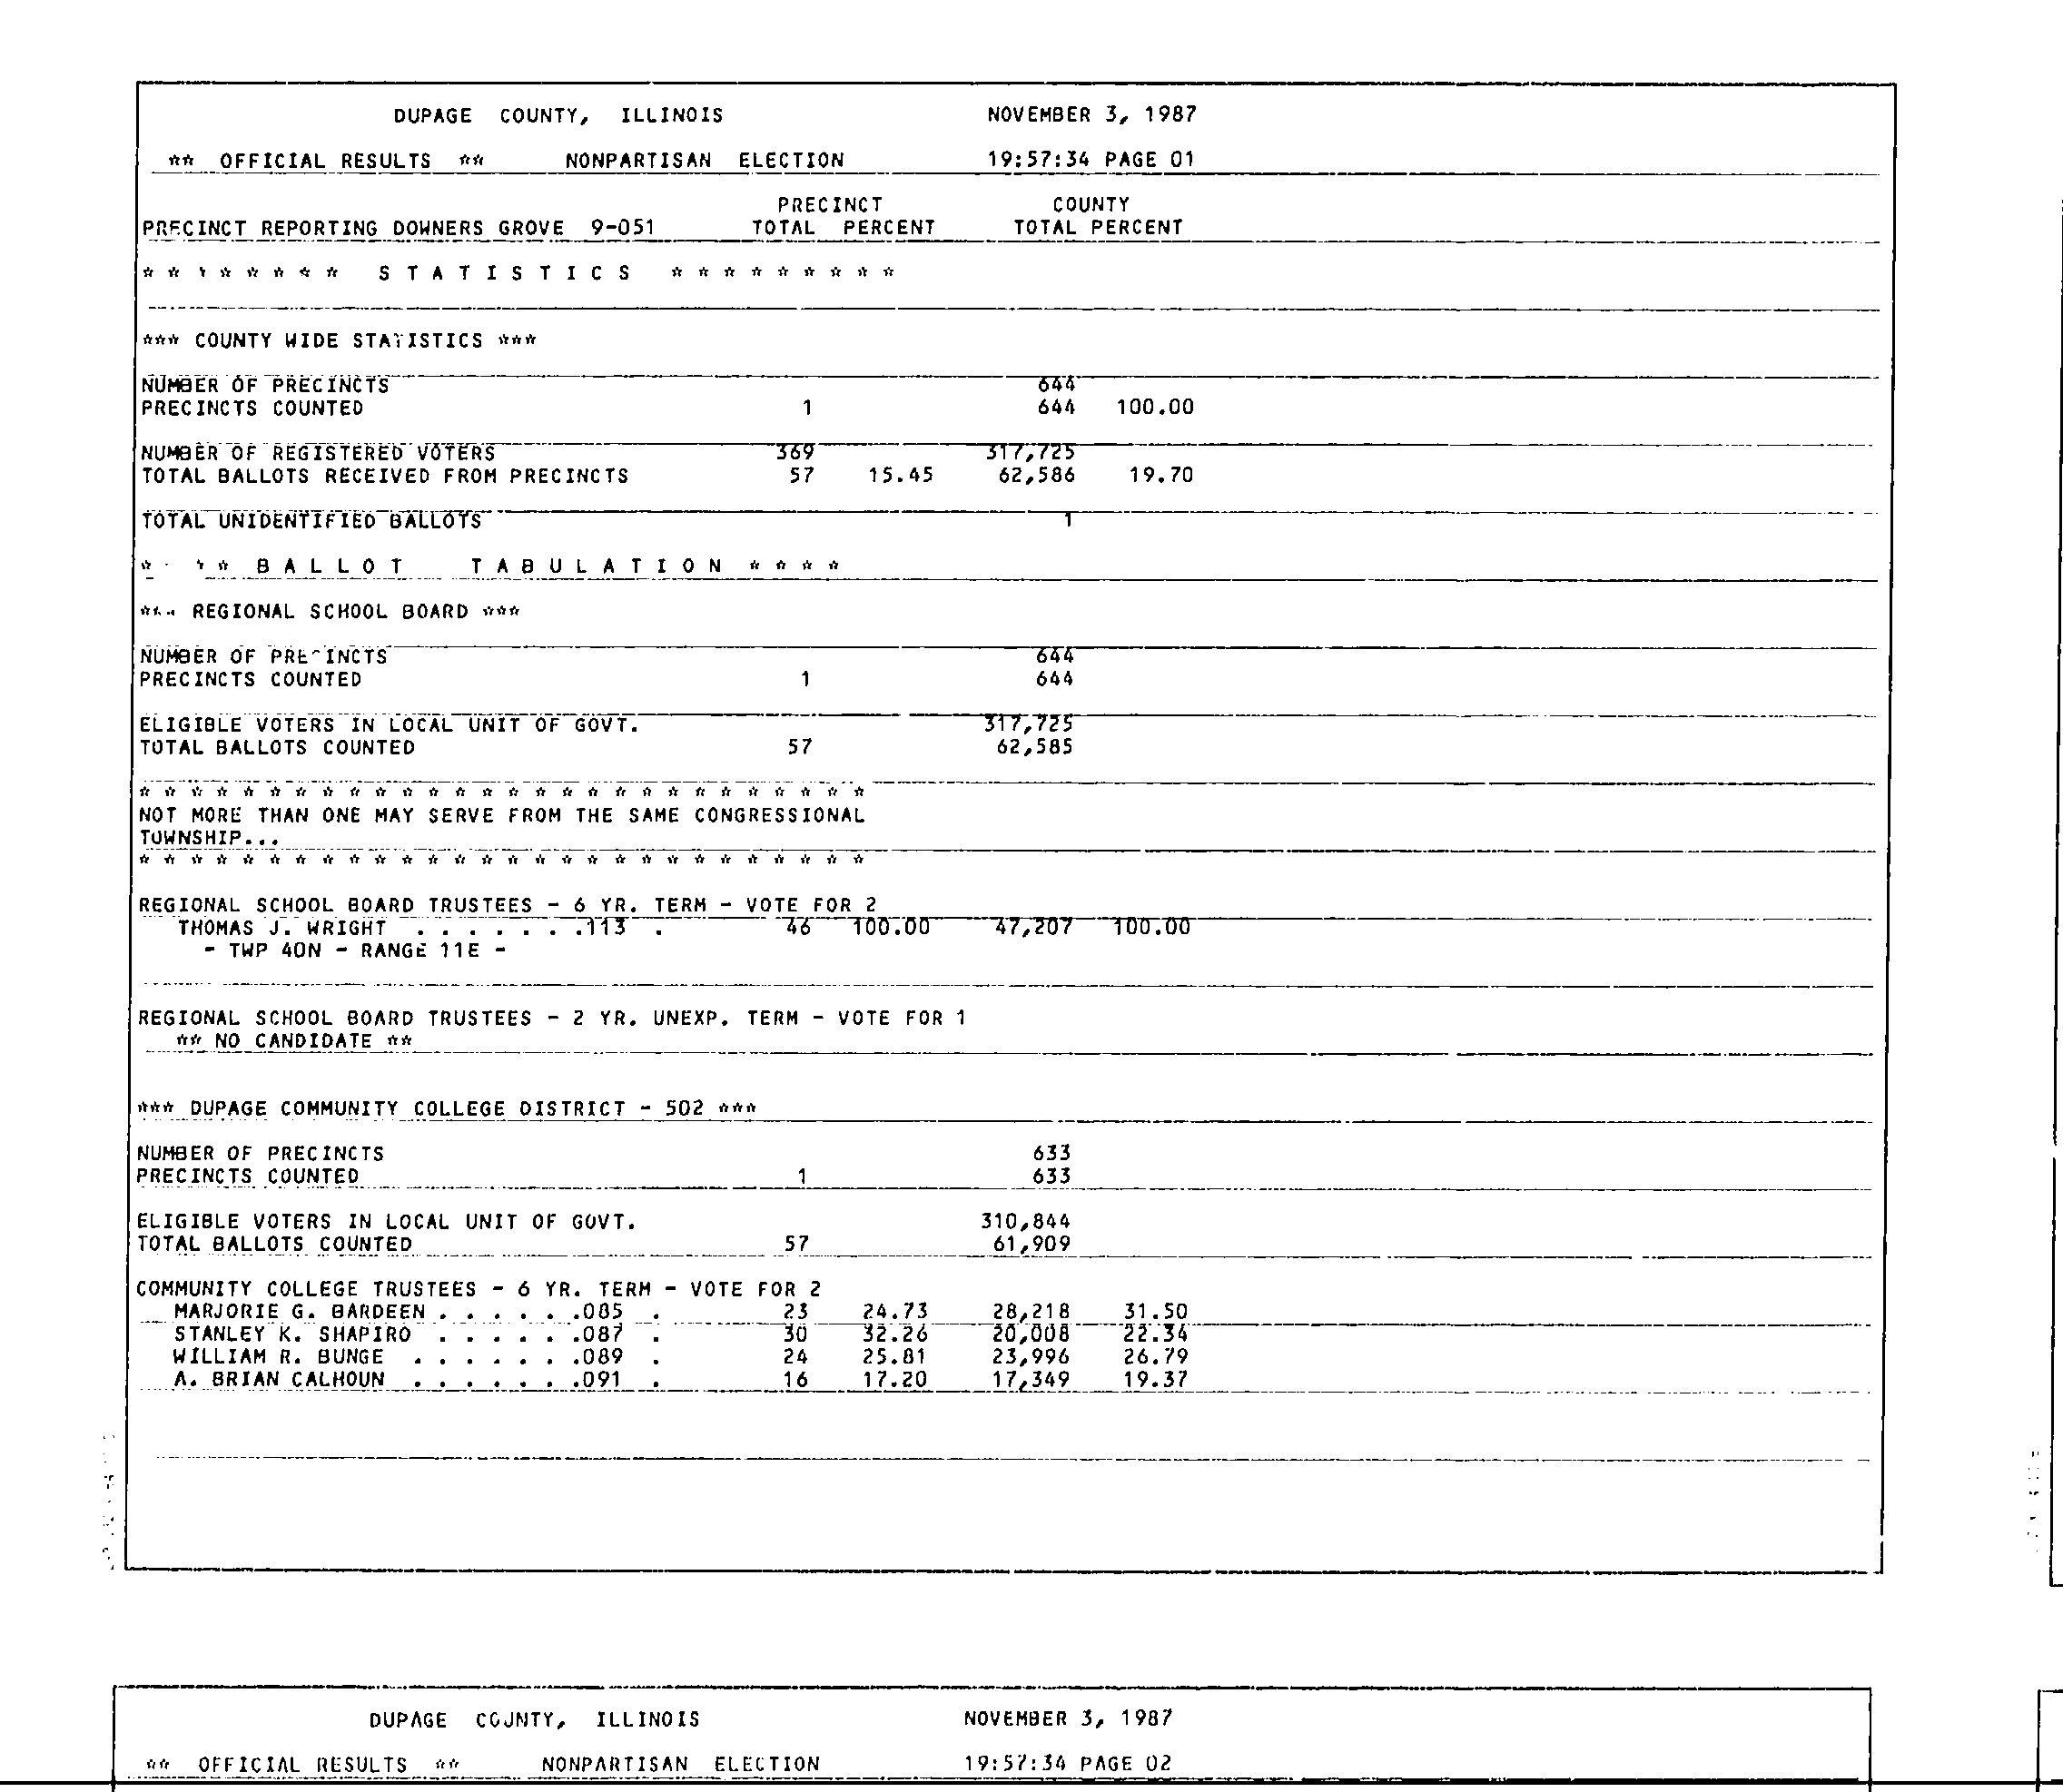 DUPAGE COUNTY, ILLINOIS NOVEMBER 3, 1987
** OFFICIAL RESULTS ** NONPARTISAN ELECTION 19:57:34 PAGE 01
PRECINCT COUNTY
PRECINCT REPORTING DOWNERS GROVE 9-051 TOTAL PERCENT TOTAL PERCENT
* * * * * * * * S T A T I S T I C S * * * * * * * * *
*** COUNTY WIDE STATISTICS ***
NUMBER OF PRECINCTS 644
PRECINCTS COUNTED 1 644 100.00
NUMBER OF REGISTERED VOTERS 369 317,725
TOTAL BALLOTS RECEIVED FROM PRECINCTS 57 15.45 62,586 19.70
TOTAL UNIDENTIFIED BALLOTS 1
* * * * B A L L O T T A B U L A T I O N * * * *
*** REGIONAL SCHOOL BOARD ***
NUMBER OF PRECINCTS 644
PRECINCTS COUNTED 1 644
ELIGIBLE VOTERS IN LOCAL UNIT OF GOVT. 317,725
TOTAL BALLOTS COUNTED 57 62,585
* * * * * * * * * * * * * * * * * * * * * * * * * * * *
NOT MORE THAN ONE MAY SERVE FROM THE SAME CONGRESSIONAL
TOWNSHIP...
* * * * * * * * * * * * * * * * * * * * * * * * * * * *
REGIONAL SCHOOL BOARD TRUSTEES - 6 YR. TERM - VOTE FOR 2
THOMAS J. WRIGHT . . . . . . .113 . 46 100.00 47,207 100.00
- TWP 40N - RANGE 11E -
REGIONAL SCHOOL BOARD TRUSTEES - 2 YR. UNEXP. TERM - VOTE FOR 1
** NO CANDIDATE **
*** DUPAGE COMMUNITY COLLEGE DISTRICT - 502 ***
NUMBER OF PRECINCTS 633
PRECINCTS COUNTED 1 633
ELIGIBLE VOTERS IN LOCAL UNIT OF GOVT. 310,844
TOTAL BALLOTS COUNTED 57 61,909
COMMUNITY COLLEGE TRUSTEES - 6 YR. TERM - VOTE FOR 2
MARJORIE G. BARDEEN . . . . . .085 . 23 24.73 28,218 31.50
STANLEY K. SHAPIRO . . . . . .087 . 30 32.26 20,008 22.34
WILLIAM R. BUNGE . . . . . . .089 . 24 25.81 23,996 26.79
A. BRIAN CALHOUN . . . . . . .091 . 16 17.20 17,349 19.37
DUPAGE COUNTY, ILLINOIS NOVEMBER 3, 1987
** OFFICIAL RESULTS ** NONPARTISAN ELECTION 19:57:34 PAGE 02